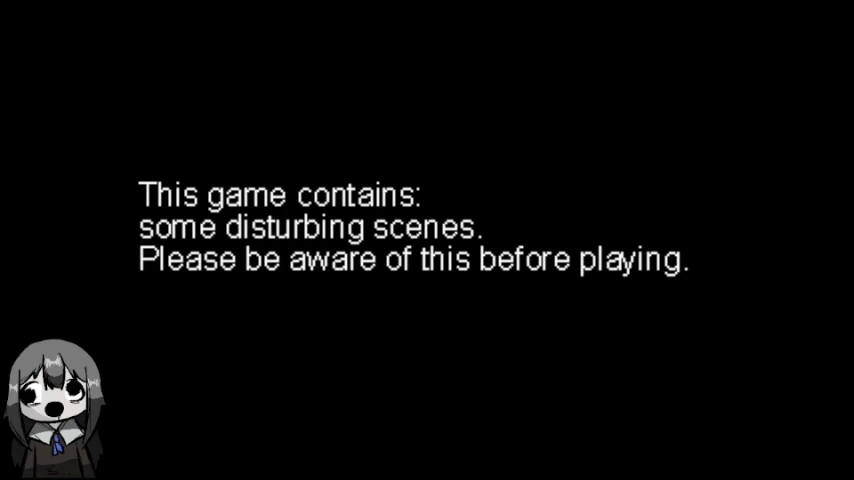 This game contains:
some disturbing scenes.
Please be aware of this before playing.